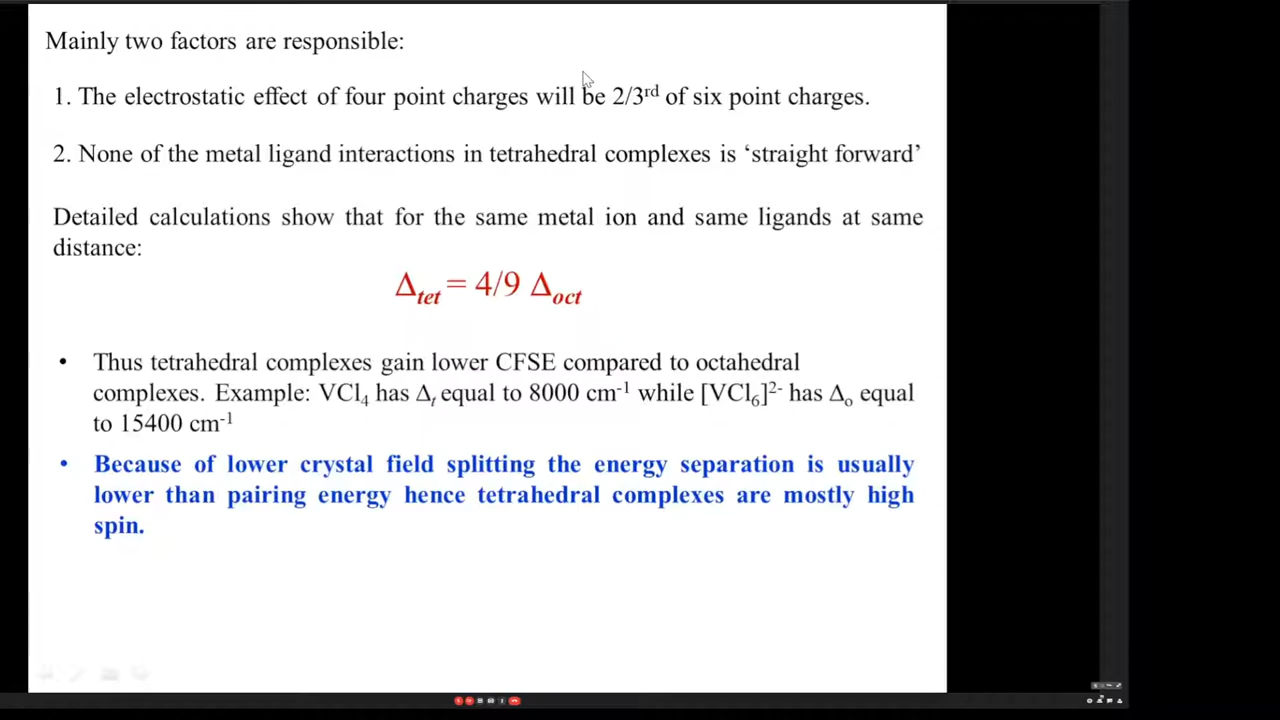 Mainly two factors are responsible:
1. The electrostatic effect of four point charges will be 2/3rd of six point charges.
2. None of the metal ligand interactions in tetrahedral complexes is ‘straight forward’
Detailed calculations show that for the same metal ion and same ligands at same
distance:
Δtet = 4/9 Δoct
• Thus tetrahedral complexes gain lower CFSE compared to octahedral
complexes. Example: VCl4 has Δt equal to 8000 cm-1 while [VCl6]2- has Δo equal
to 15400 cm-1
• Because of lower crystal field splitting the energy separation is usually
lower than pairing energy hence tetrahedral complexes are mostly high
spin.